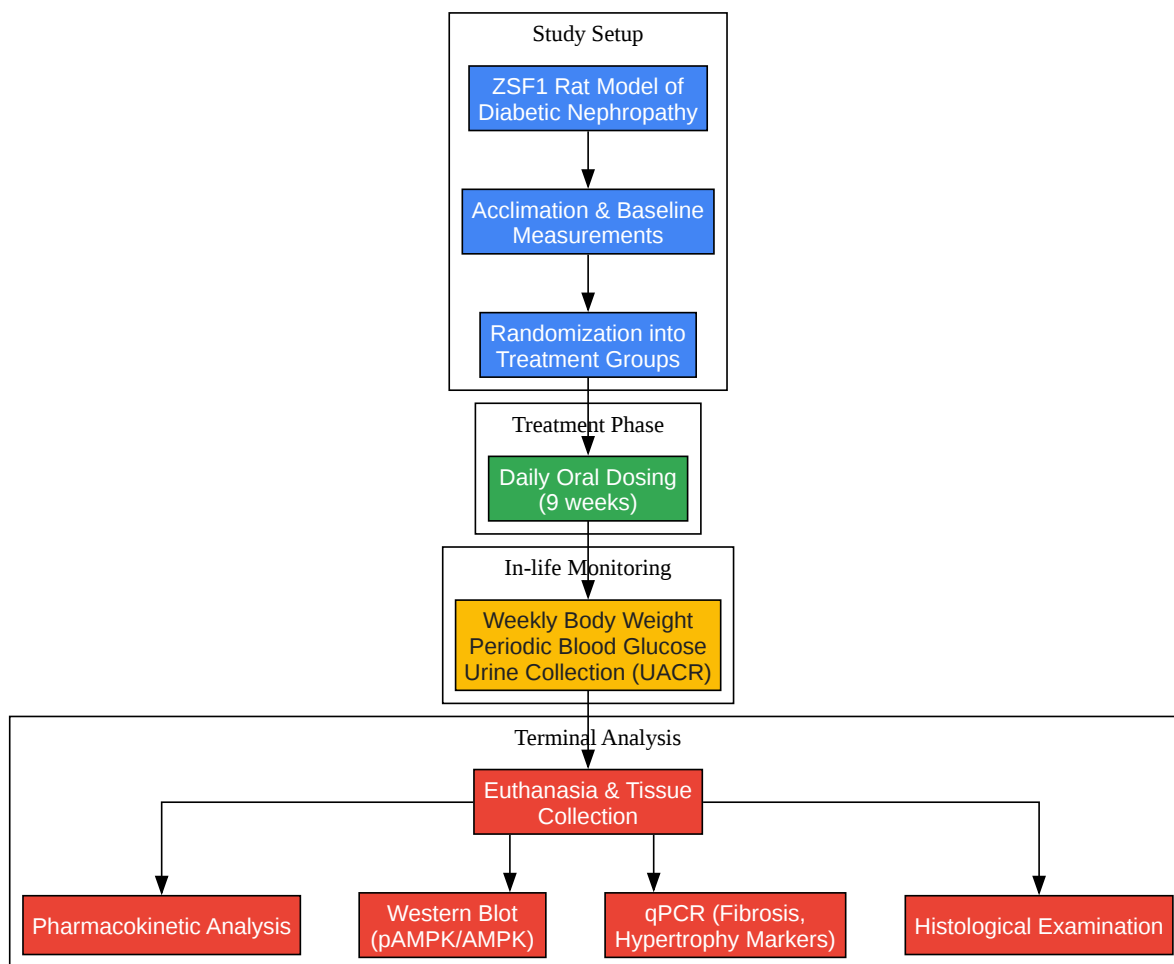 Study Setup
ZSF1 Rat Model of
Diabetic Nephropathy
Acclimation & Baseline
Measurements
Randomization into
Treatment Groups
Treatment Phase
Daily Oral Dosing
(9 weeks)
In-life Monitoring
Weekly Body Weight
Periodic Blood Glucose
Urine Collection (UACR)
Terminal Analysis
Euthanasia & Tissue
Collection
Pharmacokinetic Analysis
Western Blot
(pAMPK/AMPK)
qPCR (Fibrosis,
Hypertrophy Markers)
Histological Examination